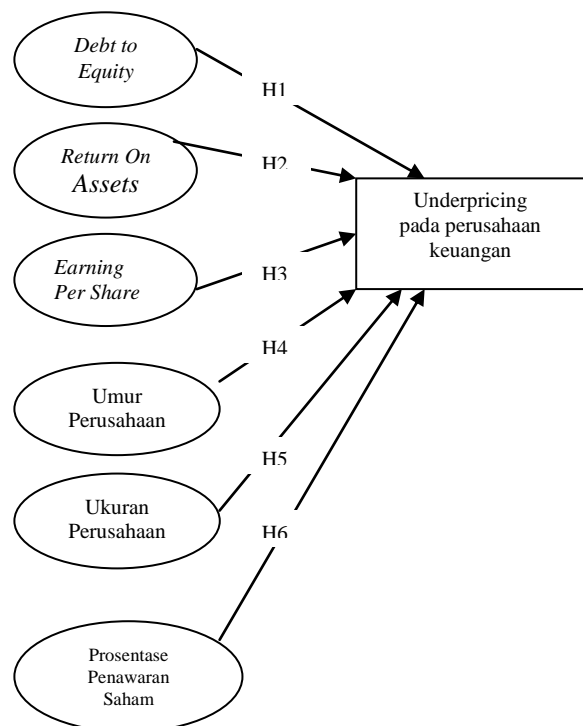 Debt to
Equity
H1
Return On
Assets
H2
Underpricing
pada perusahaan
keuangan
Earning
Per Share
H3
H4
Umur
Perusahaan
H5
Ukuran
Perusahaan
H6
Prosentase
Penawaran
Saham